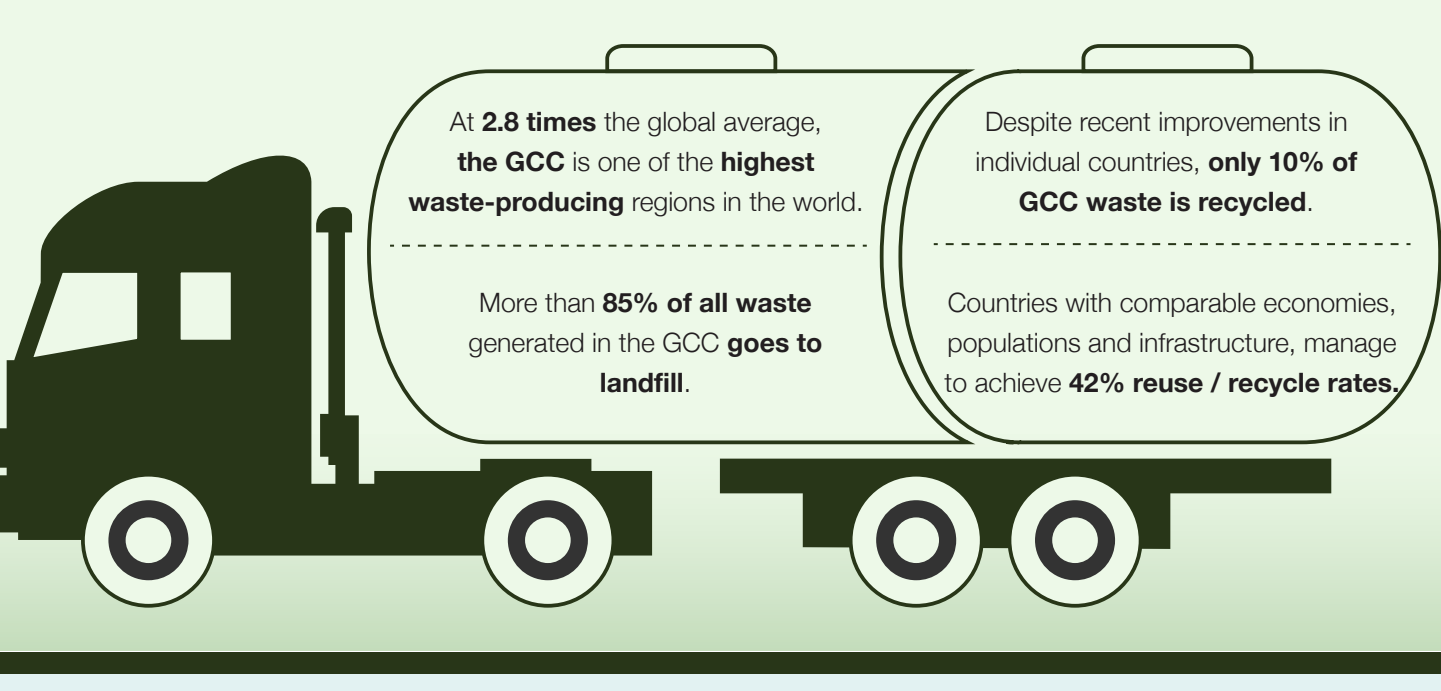 At 2.8 times the global average,
the GCC is one of the highest
waste-producing regions in the world.
More than 85% of all waste
generated in the GCC goes to
landfill.
Despite recent improvements in
individual countries, only 10% of
GCC waste is recycled.
Countries with comparable economies,
populations and infrastructure, manage
to achieve 42% reuse / recycle rates.